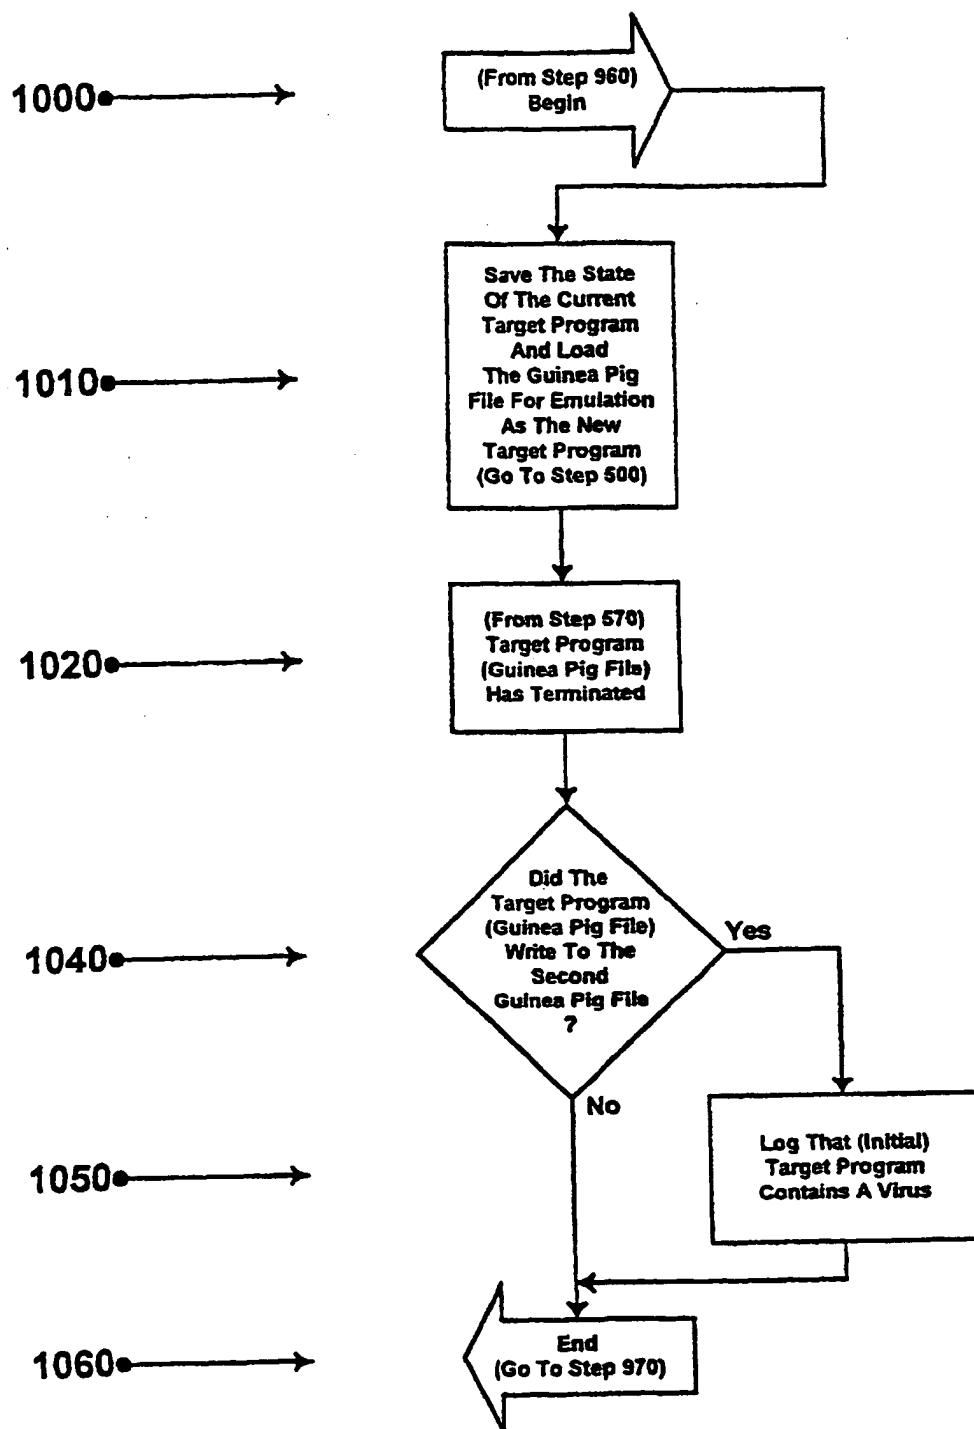 1000
(From Step 960)
Begin
1010
Save The State
Of The Current
Target Program
And Load
The Guinea Pig
File For Emulation
As The New
Target Program
(Go To Step 500)
1020
(From Step 570)
Target Program
(Guinea Pig File)
Has Terminated
1040
Did The
Target Program
(Guinea Pig File)
Write To The
Second
Guinea Pig File
?
Yes
No
1050
Log That (Initial)
Target Program
Contains A Virus
1060
End
(Go To Step 970)